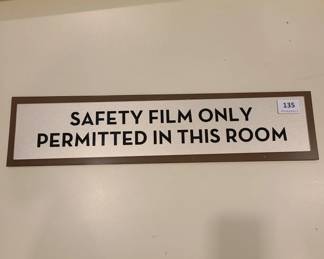 SAFETY FILM ONLY
PERMITTED IN THIS ROOM
135